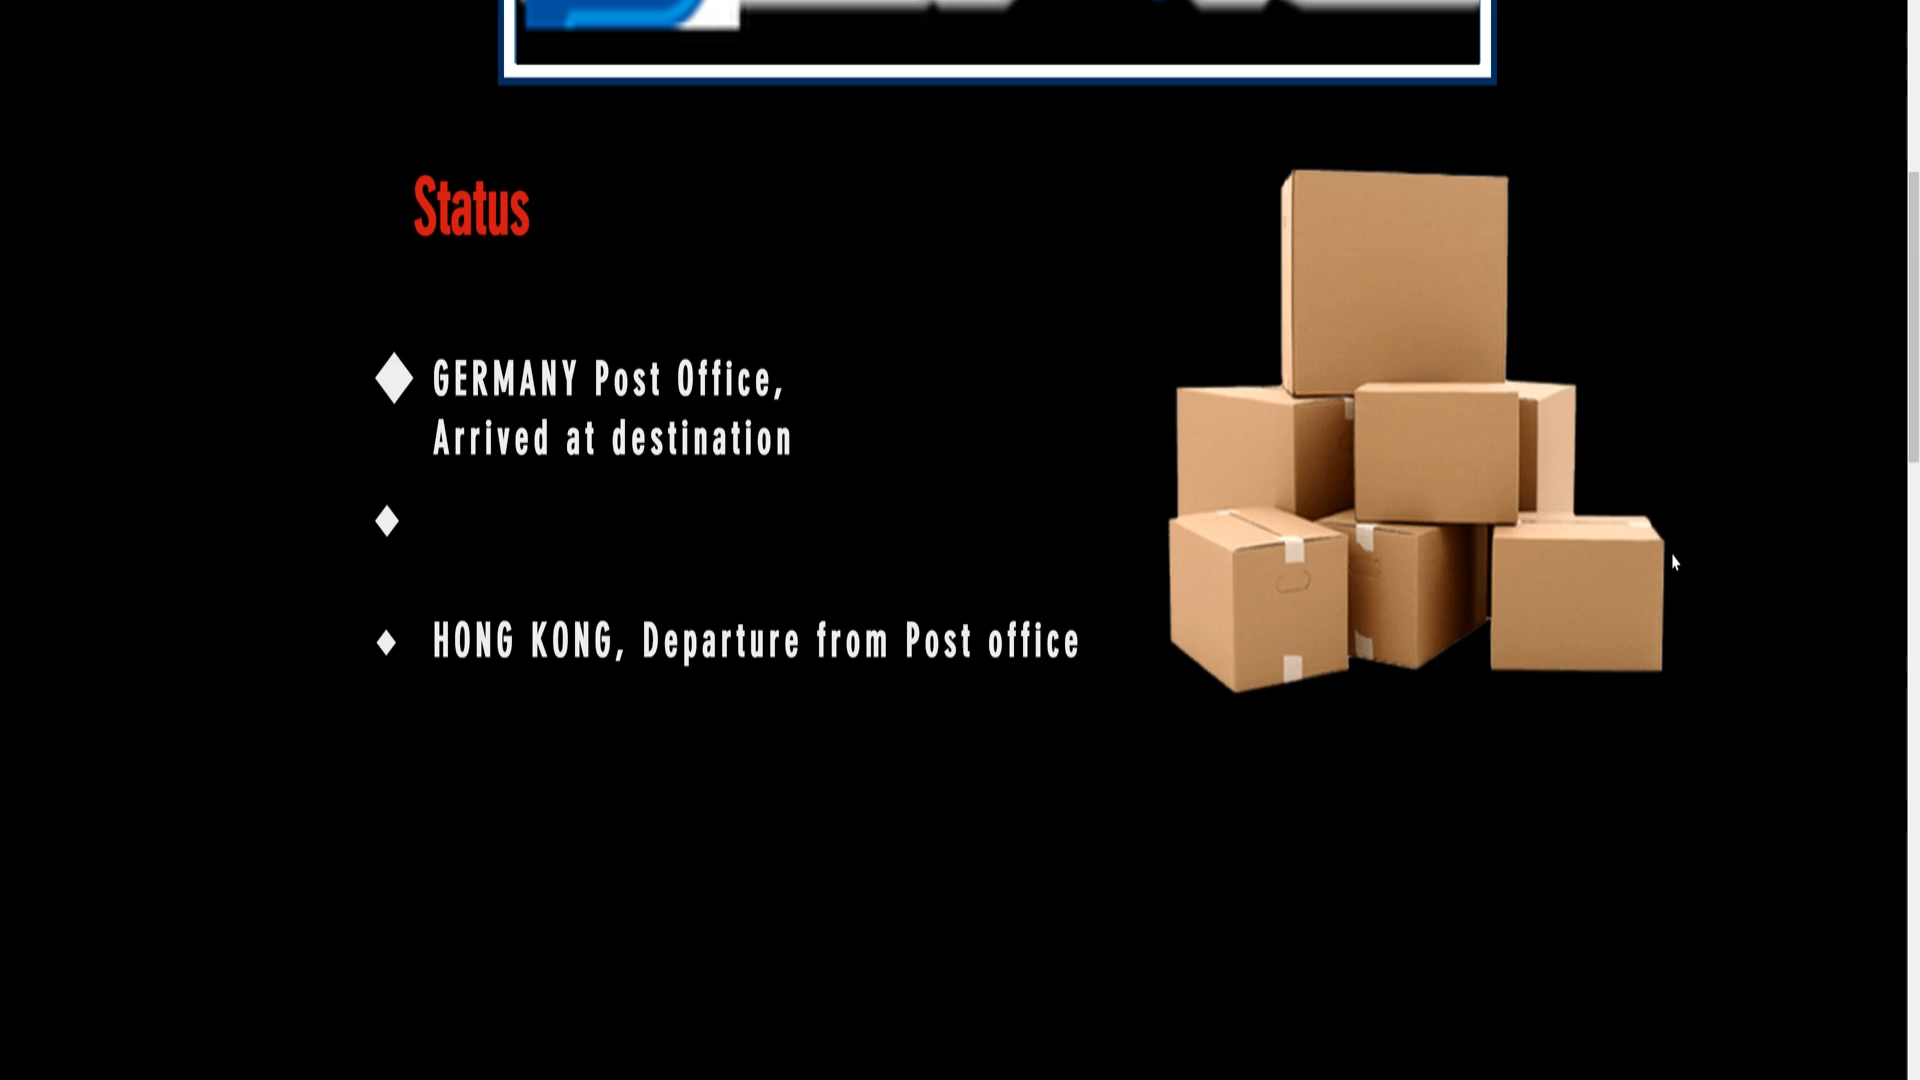 Status
GERMANY Post Office,
Arrived at destination
HONG KONG, Departure from Post office